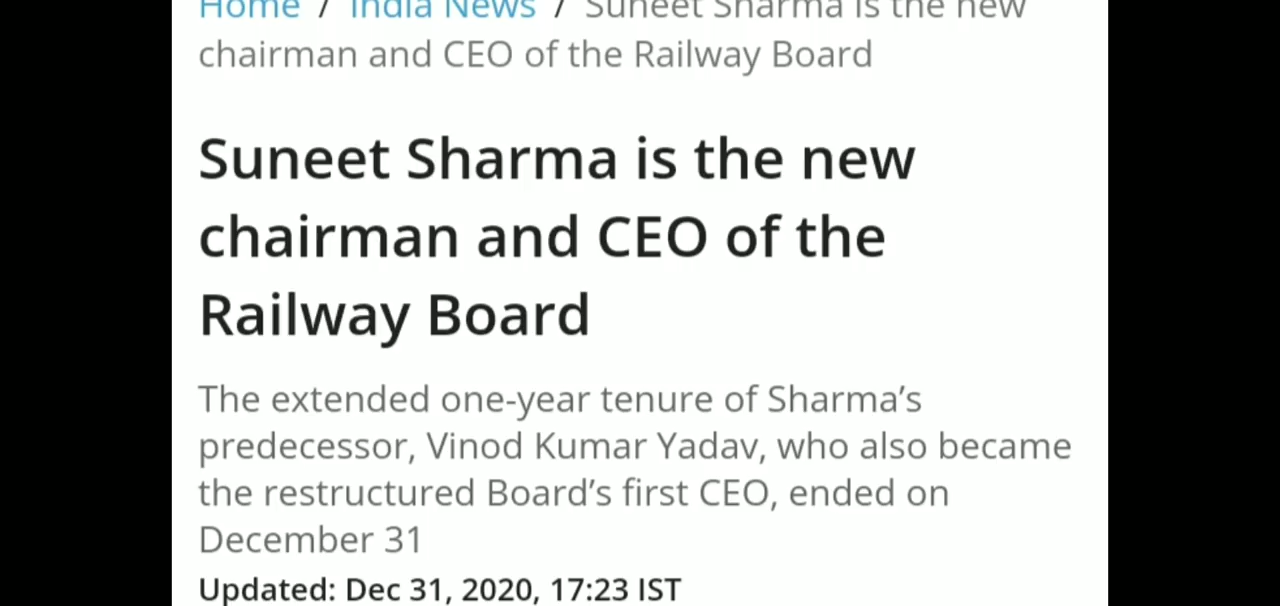 Home / India News / Suneet Sharma is the new
chairman and CEO of the Railway Board
Suneet Sharma is the new
chairman and CEO of the
Railway Board
The extended one-year tenure of Sharma’s
predecessor, Vinod Kumar Yadav, who also became
the restructured Board’s first CEO, ended on
December 31
Updated: Dec 31, 2020, 17:23 IST